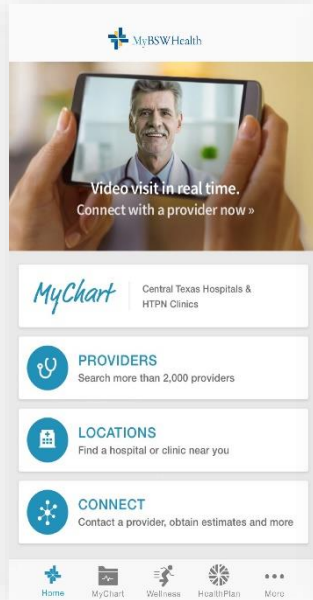 MyBSWHealth
Video visit in real time.
Connect with a provider now »
MyChart
Central Texas Hospitals &
HTPN Clinics
PROVIDERS
Search more than 2,000 providers
LOCATIONS
Find a hospital or clinic near you
CONNECT
Contact a provider, obtain estimates and more
Home MyChart Wellness HealthPlan More